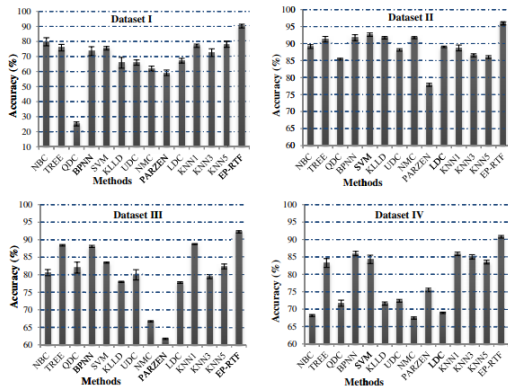 Dataset I
Accuracy (%)
100
90
80
70
60
50
40
30
20
10
NBC TREE QDC BPNN SVM KLLD UDC NMC PARZEN LDC KNN1 KNN3 KNN5 EP-RTF
Methods
Dataset II
Accuracy (%)
100
95
90
85
80
75
70
65
60
NBC TREE QDC BPNN SVM KLLD UDC NMC PARZEN LDC KNN1 KNN3 KNN5 EP-RTF
Methods
Dataset III
Accuracy (%)
100
95
90
85
80
75
70
65
60
NBC TREE QDC BPNN SVM KLLD UDC NMC PARZEN LDC KNN1 KNN3 KNN5 EP-RTF
Methods
Dataset IV
Accuracy (%)
100
95
90
85
80
75
70
65
60
NBC TREE QDC BPNN SVM KLLD UDC NMC PARZEN LDC KNN1 KNN3 KNN5 EP-RTF
Methods